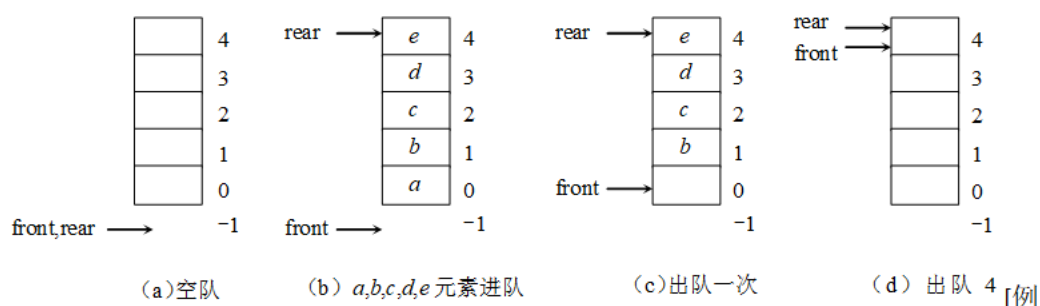 rear
rear
rear
front
e
d
c
b
a
e
d
c
b
4
3
2
1
0
-1
4
3
2
1
0
-1
4
3
2
1
0
-1
4
3
2
1
0
front,rear
front
front
(a)空队
(b) a,b,c,d,e 元素进队
(c)出队一次
(d) 出队 4 [例